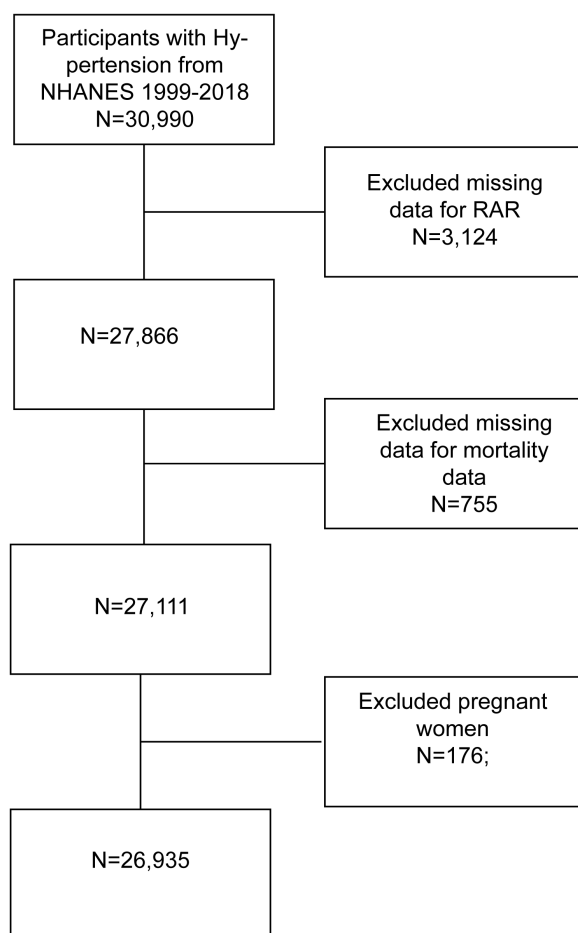 Participants with Hy-
pertension from
NHANES 1999-2018
N=30,990
Excluded missing
data for RAR
N=3,124
N=27,866
Excluded missing
data for mortality
data
N=755
N=27,111
Excluded pregnant
women
N=176;
N=26,935